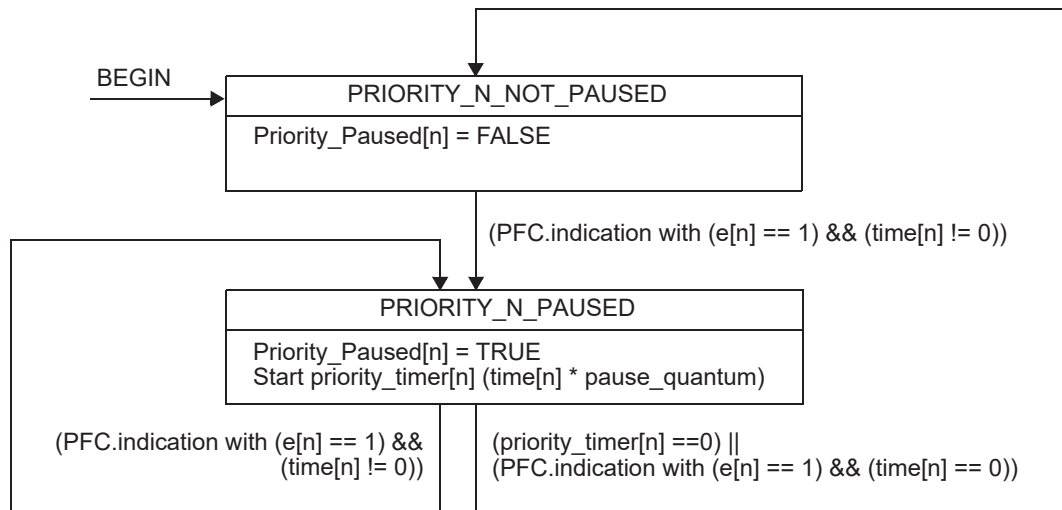 BEGIN
PRIORITY_N_NOT_PAUSED
Priority_Paused[n] = FALSE
(PFC.indication with (e[n] == 1) && (time[n] != 0))
PRIORITY_N_PAUSED
Priority_Paused[n] = TRUE
Start priority_timer[n] (time[n] * pause_quantum)
(PFC.indication with (e[n] == 1) &&
(time[n] != 0))
(priority_timer[n] ==0) ||
(PFC.indication with (e[n] == 1) && (time[n] == 0))